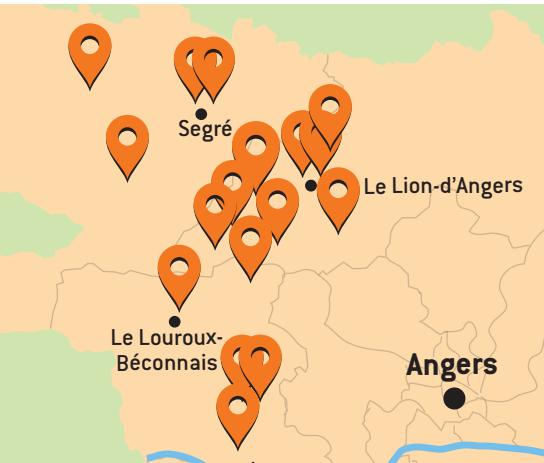 Segré
Le Lion-d'Angers
Le Louroux-
Béconnais
Angers